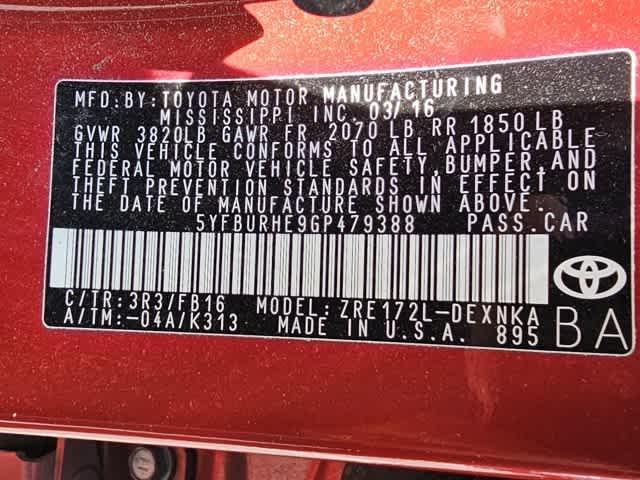 MFD. BY: TOYOTA MOTOR MANUFACTURING
MISSISSIPPI INC. 03/16
GVWR 3820LB GAWR FR 2070 LB RR 1850 LB
THIS VEHICLE CONFORMS TO ALL APPLICABLE
FEDERAL MOTOR VEHICLE SAFETY, BUMPER, AND
THEFT PREVENTION STANDARDS IN EFFECT ON
THE DATE OF MANUFACTURE SHOWN ABOVE.
5YFBURHE9GP479388 PASS.CAR
C/TR: 3R3/FB16 MODEL: ZRE172L-DEXNKA
A/TM: -04A/K313 MADE IN U.S.A. 895
BA